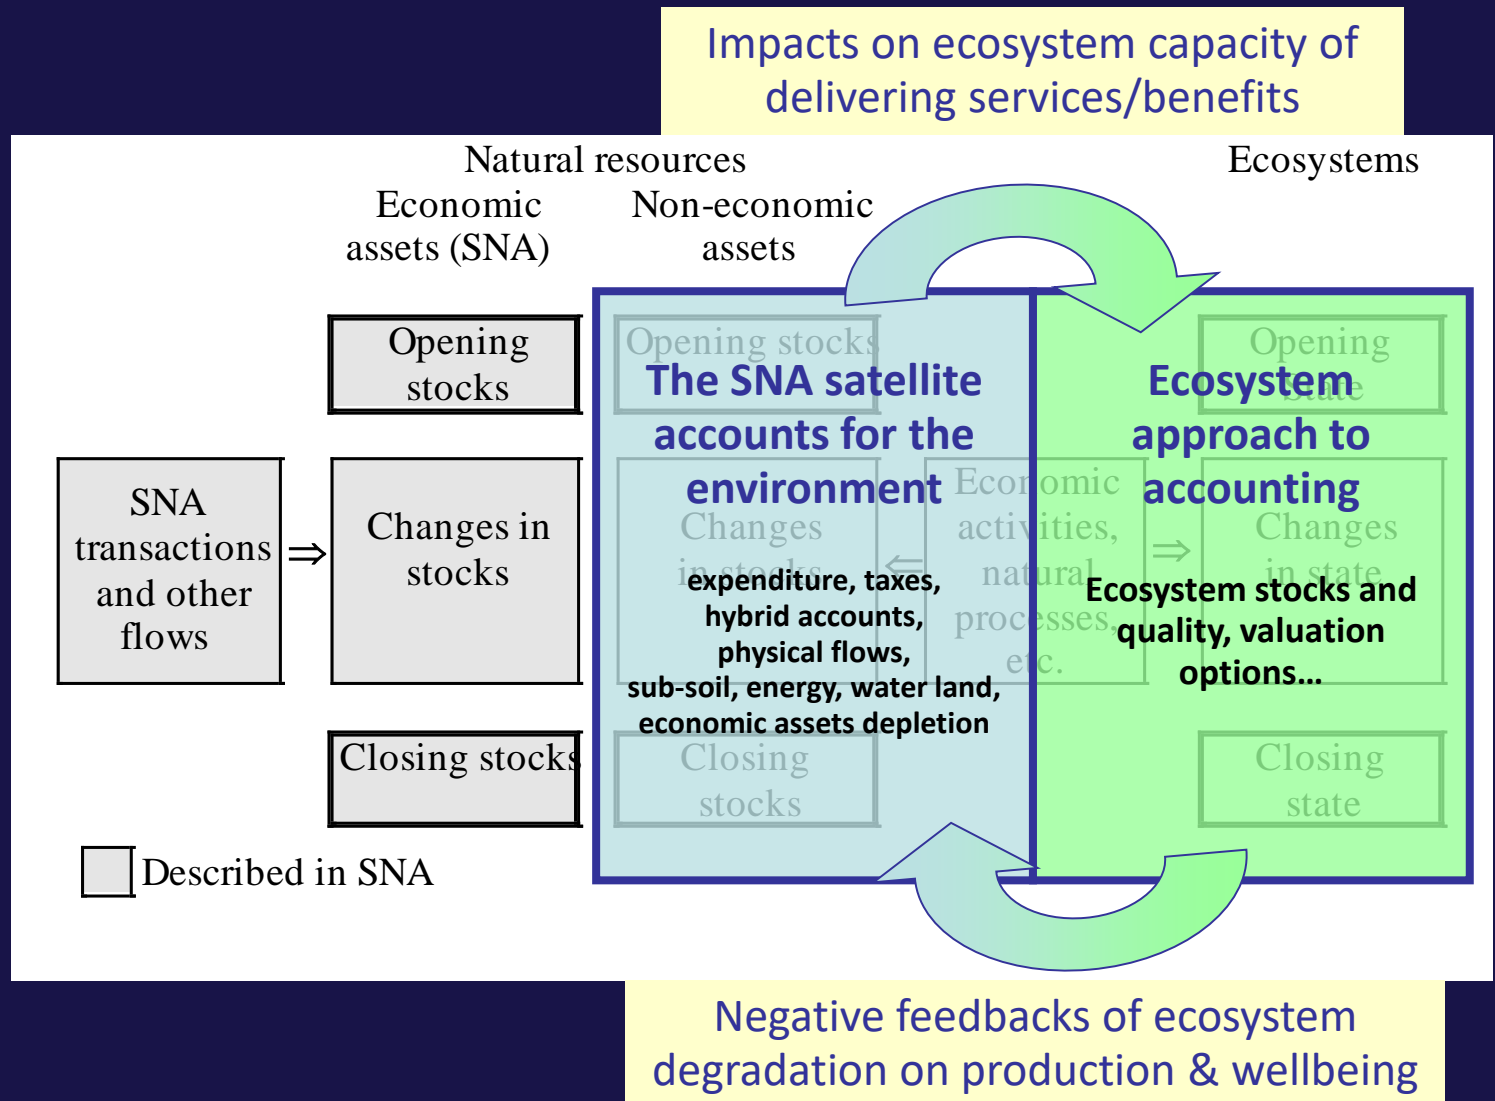 Impacts on ecosystem capacity of
delivering services/benefits
Natural resources
Ecosystems
Economic
assets (SNA)
Non-economic
assets
Opening
stocks
Opening stocks
Opening
State
The SNA satellite
accounts for the
environment
Ecosystem
approach to
accounting
SNA
transactions
and other
flows
⇒
Changes in
stocks
Changes
in stocks
⇐
Economic
activities,
natural
processes,
etc.
⇒
Changes
in state
expenditure, taxes,
hybrid accounts,
physical flows,
sub-soil, energy, water land,
economic assets depletion
Ecosystem stocks and
quality, valuation
options...
Closing stocks
Closing
stocks
Closing
state
Described in SNA
Negative feedbacks of ecosystem
degradation on production & wellbeing